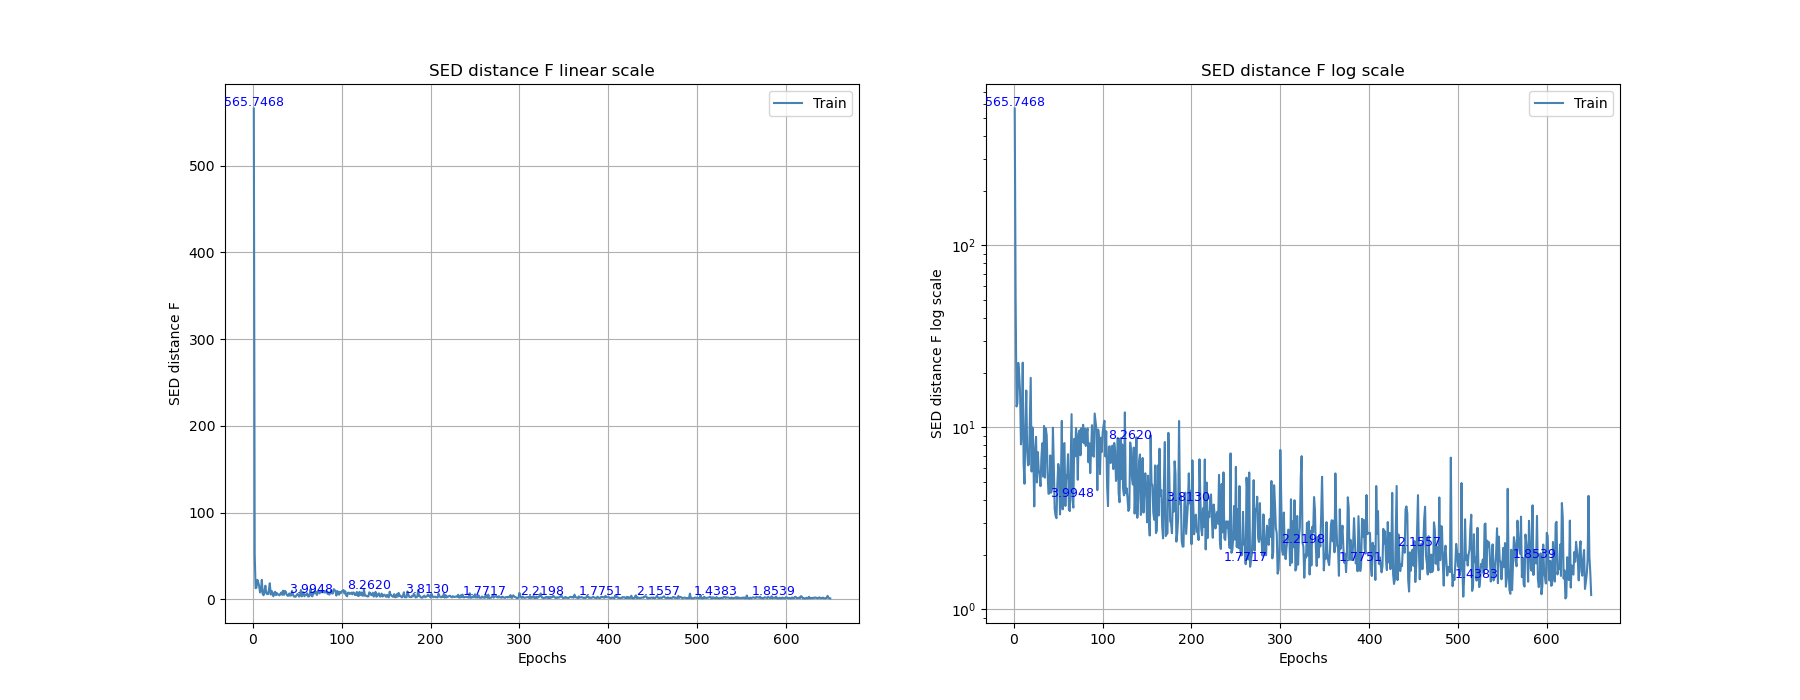 SED distance F linear scale
565.7468
Train
500
400
300
200
100
0
SED distance F
3.9948
8.2620
3.8130
1.7717
2.2198
1.7751
2.1557
1.4383
1.8539
0 100 200 300 400 500 600
Epochs
SED distance F log scale
565.7468
Train
10²
10¹
10⁰
SED distance F log scale
3.9948
8.2620
3.8130
1.7717
2.2198
1.7751
2.1557
1.4383
1.8539
0 100 200 300 400 500 600
Epochs